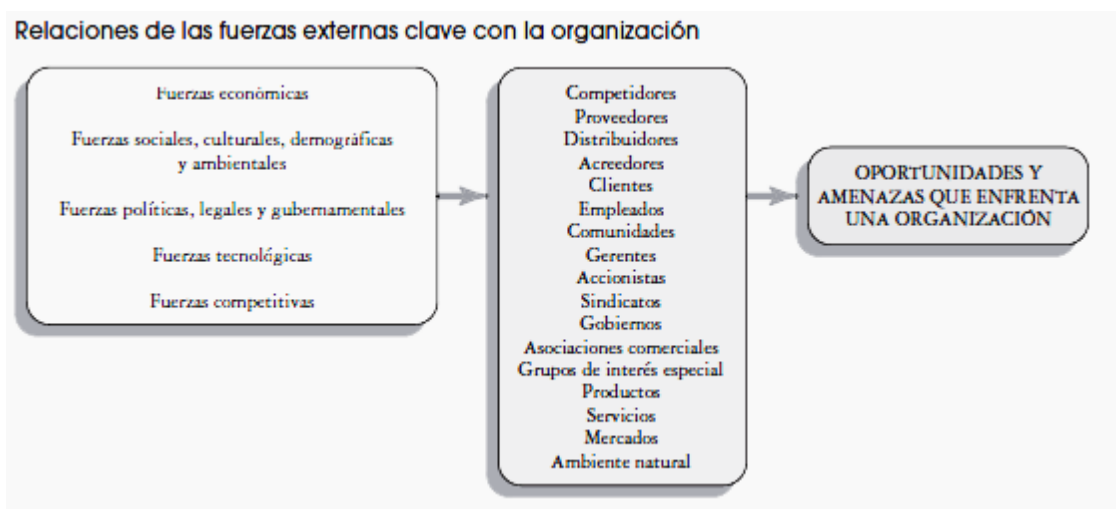 Relaciones de las fuerzas externas clave con la organización
Fuerzas económicas
Fuerzas sociales, culturales, demográficas
y ambientales
Fuerzas políticas, legales y gubernamentales
Fuerzas tecnológicas
Fuerzas competitivas
Competidores
Proveedores
Distribuidores
Acreedores
Clientes
Empleados
Comunidades
Gerentes
Accionistas
Sindicatos
Gobiernos
Asociaciones comerciales
Grupos de interés especial
Productos
Servicios
Mercados
Ambiente natural
OPORTUNIDADES Y
AMENAZAS QUE ENFRENTA
UNA ORGANIZACIÓN